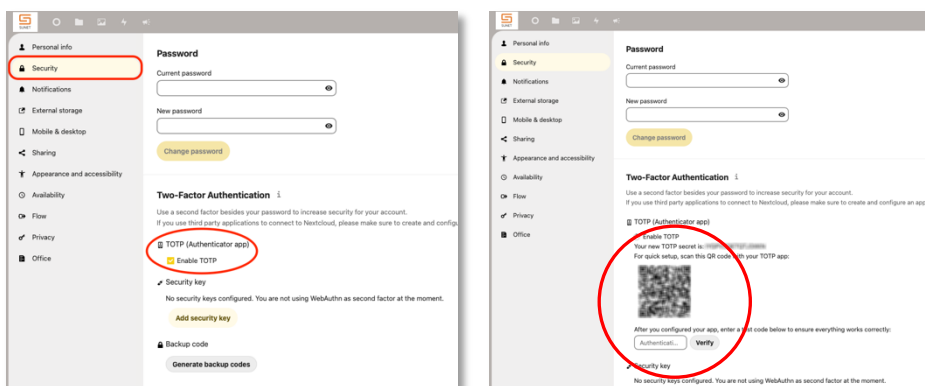 SUNET
Personal info
Security
Notifications
External storage
Mobile & desktop
Sharing
Appearance and accessibility
Availability
Flow
Privacy
Office
Password
Current password
New password
Change password
Two-Factor Authentication
Use a second factor besides your password to increase security for your account.
If you use third party applications to connect to Nextcloud, please make sure to create and configu
TOTP (Authenticator app)
Enable TOTP
Security key
No security keys configured. You are not using WebAuthn as second factor at the moment.
Add security key
Backup code
Generate backup codes
SUNET
Personal info
Security
Notifications
External storage
Mobile & desktop
Sharing
Appearance and accessibility
Availability
Flow
Privacy
Office
Password
Current password
New password
Change password
Two-Factor Authentication
Use a second factor besides your password to increase security for your account.
If you use third party applications to connect to Nextcloud, please make sure to create and configure an app
TOTP (Authenticator app)
Enable TOTP
Your new TOTP secret is:
For quick setup, scan this QR code with your TOTP app:
After you configured your app, enter a test code below to ensure everything works correctly:
Authenticati...
Verify
Security key
No security keys configured. You are not using WebAuthn as second factor at the moment.